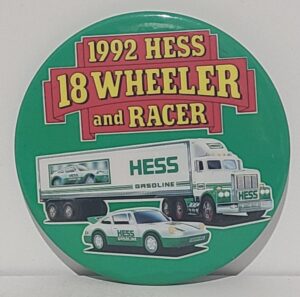 1992 HESS
18 WHEELER
and RACER
HESS
GASOLINE
HESS
HESS
GASOLINE